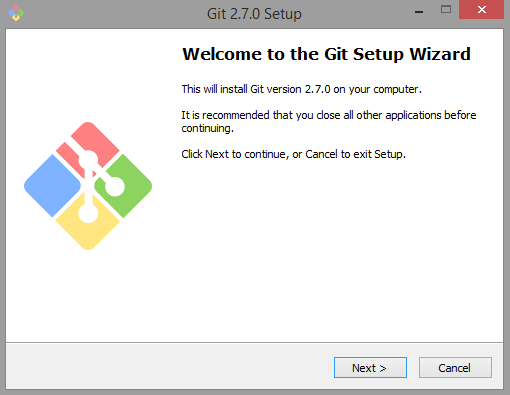 Git 2.7.0 Setup
Welcome to the Git Setup Wizard
This will install Git version 2.7.0 on your computer.
It is recommended that you close all other applications before
continuing.
Click Next to continue, or Cancel to exit Setup.
Next >
Cancel